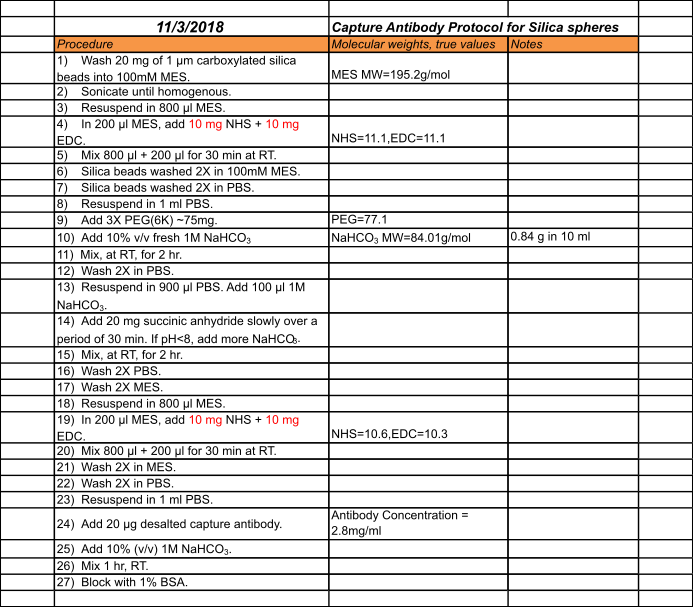 11/3/2018 Capture Antibody Protocol for Silica spheres
Procedure Molecular weights, true values Notes
1) Wash 20 mg of 1 µm carboxylated silica
beads into 100mM MES. MES MW=195.2g/mol
2) Sonicate until homogenous.
3) Resuspend in 800 µl MES.
4) In 200 µl MES, add 10 mg NHS + 10 mg
EDC. NHS=11.1,EDC=11.1
5) Mix 800 µl + 200 µl for 30 min at RT.
6) Silica beads washed 2X in 100mM MES.
7) Silica beads washed 2X in PBS.
8) Resuspend in 1 ml PBS.
9) Add 3X PEG(6K) ~75mg. PEG=77.1
10) Add 10% v/v fresh 1M NaHCO3 NaHCO3 MW=84.01g/mol 0.84 g in 10 ml
11) Mix, at RT, for 2 hr.
12) Wash 2X in PBS.
13) Resuspend in 900 µl PBS. Add 100 µl 1M
NaHCO3.
14) Add 20 mg succinic anhydride slowly over a
period of 30 min. If pH<8, add more NaHCO3.
15) Mix, at RT, for 2 hr.
16) Wash 2X PBS.
17) Wash 2X MES.
18) Resuspend in 800 µl MES.
19) In 200 µl MES, add 10 mg NHS + 10 mg
EDC. NHS=10.6,EDC=10.3
20) Mix 800 µl + 200 µl for 30 min at RT.
21) Wash 2X in MES.
22) Wash 2X in PBS.
23) Resuspend in 1 ml PBS.
24) Add 20 µg desalted capture antibody. Antibody Concentration =
2.8mg/ml
25) Add 10% (v/v) 1M NaHCO3.
26) Mix 1 hr, RT.
27) Block with 1% BSA.